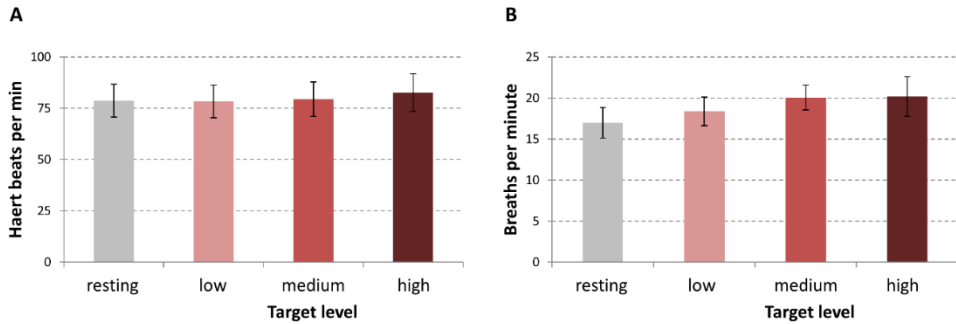 A
Haert beats per min
100
75
50
25
0
resting low medium high
Target level
B
Breaths per minute
25
20
15
10
5
0
resting low medium high
Target level